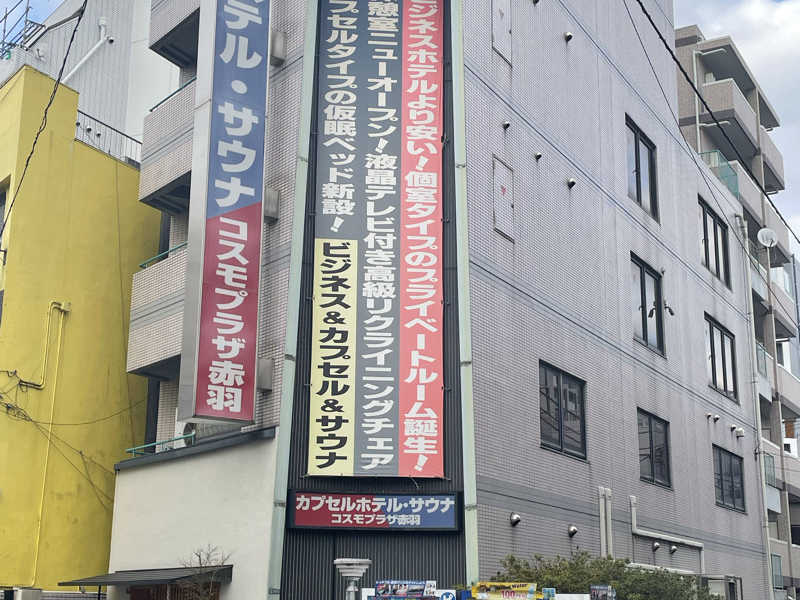 ホテル・サウナ コスモプラザ赤羽
ビジネスホテルより安い!個室タイプのプライベートルーム誕生!
憩室ニューオープン!液晶テレビ付き高級リクライニングチェア
プセルタイプの仮眠ベッド新設!
ビジネス&カプセル&サウナ
カプセルホテル・サウナ
コスモプラザ赤羽